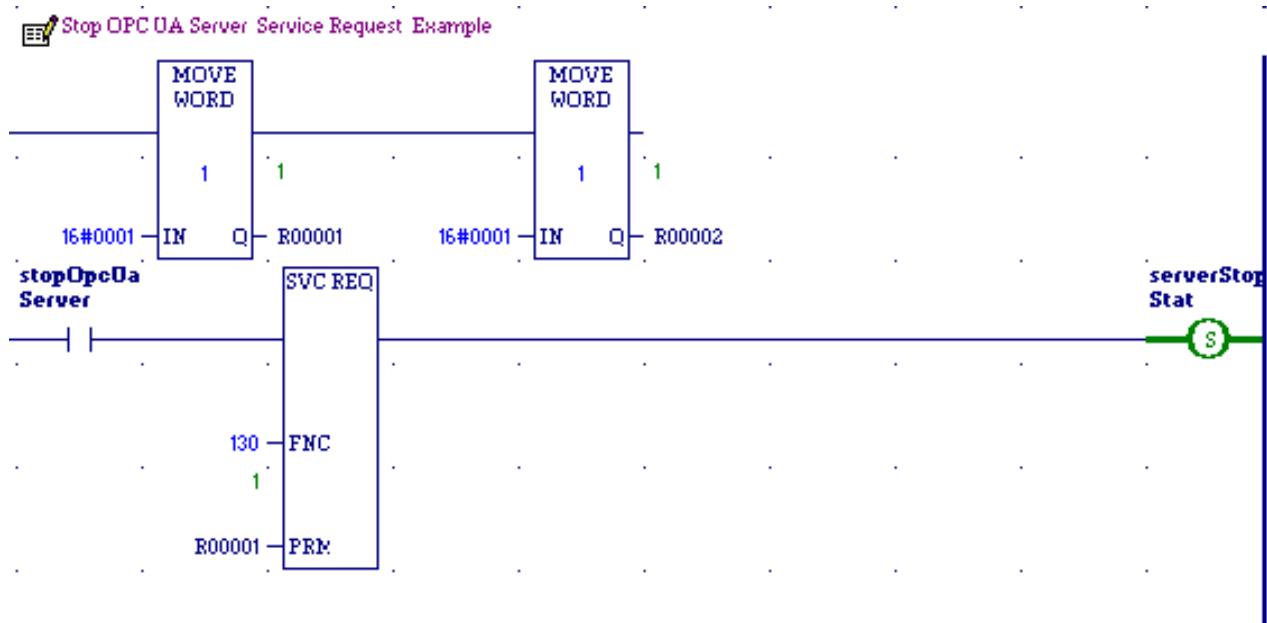 Stop OPC UA Server Service Request Example
MOVE WORD MOVE WORD
1 1 1 1
16#0001 IN Q R00001 16#0001 IN Q R00002
stopOpcUa Server
SVC REQ
serverStop Stat
S
130 FNC
1
R00001 PRM